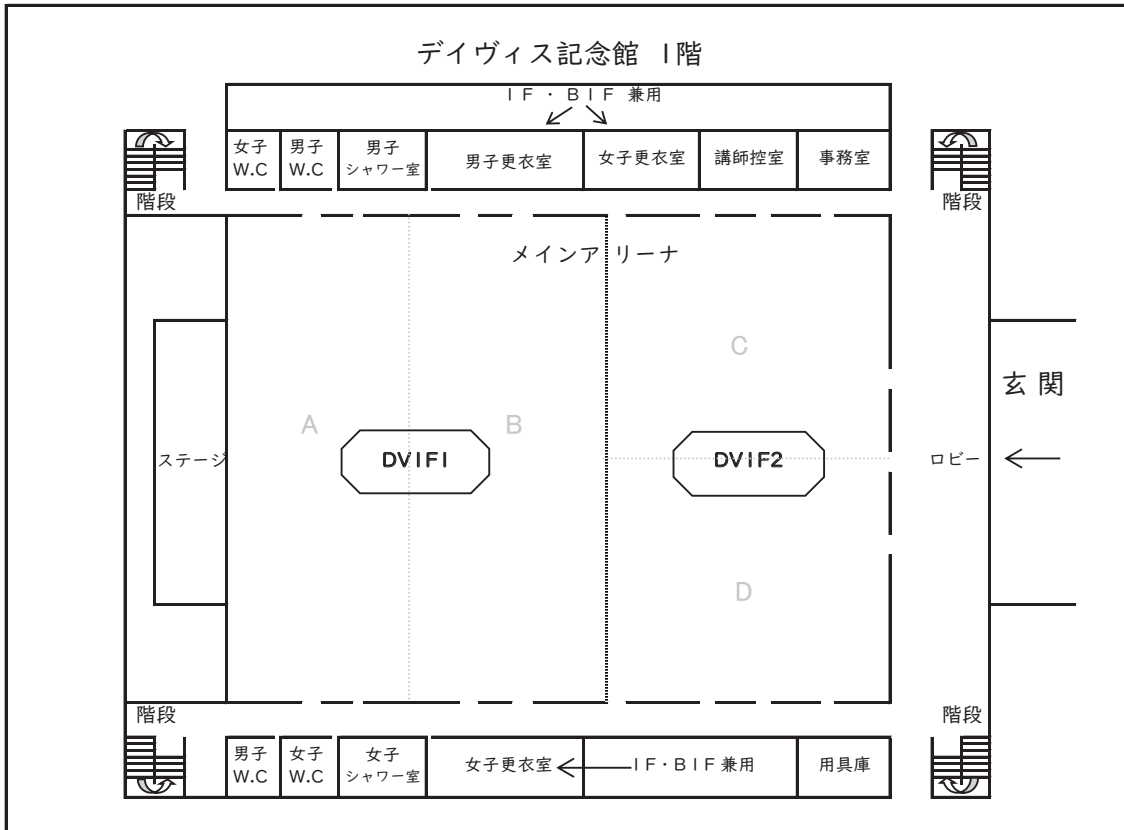 デイヴィス記念館 1階
1F・B1F 兼用
女子
W.C
男子
W.C
男子
シャワー室
男子更衣室
女子更衣室
講師控室
事務室
階段
階段
メインアリーナ
C
玄関
A
B
ステージ
DV1F1
DV1F2
ロビー
D
階段
階段
男子
W.C
女子
W.C
女子
シャワー室
女子更衣室
1F・B1F兼用
用具庫